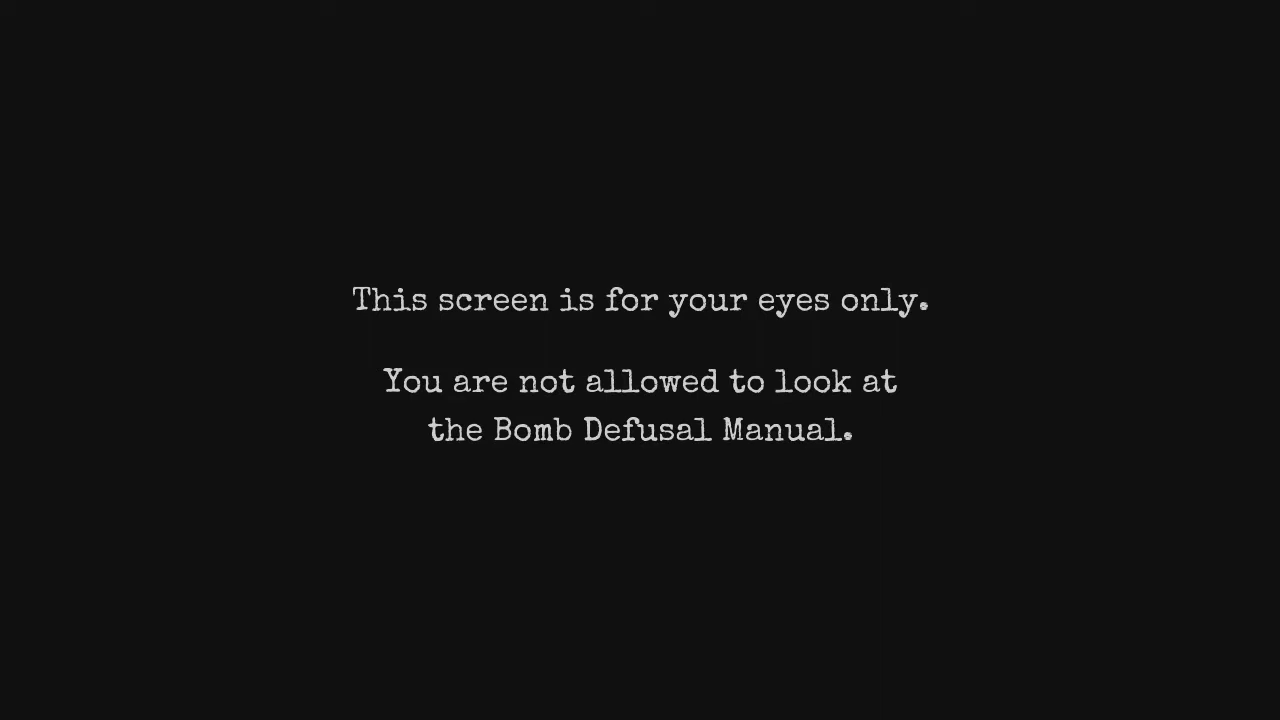 This screen is for your eyes only.
You are not allowed to look at
the Bomb Defusal Manual.